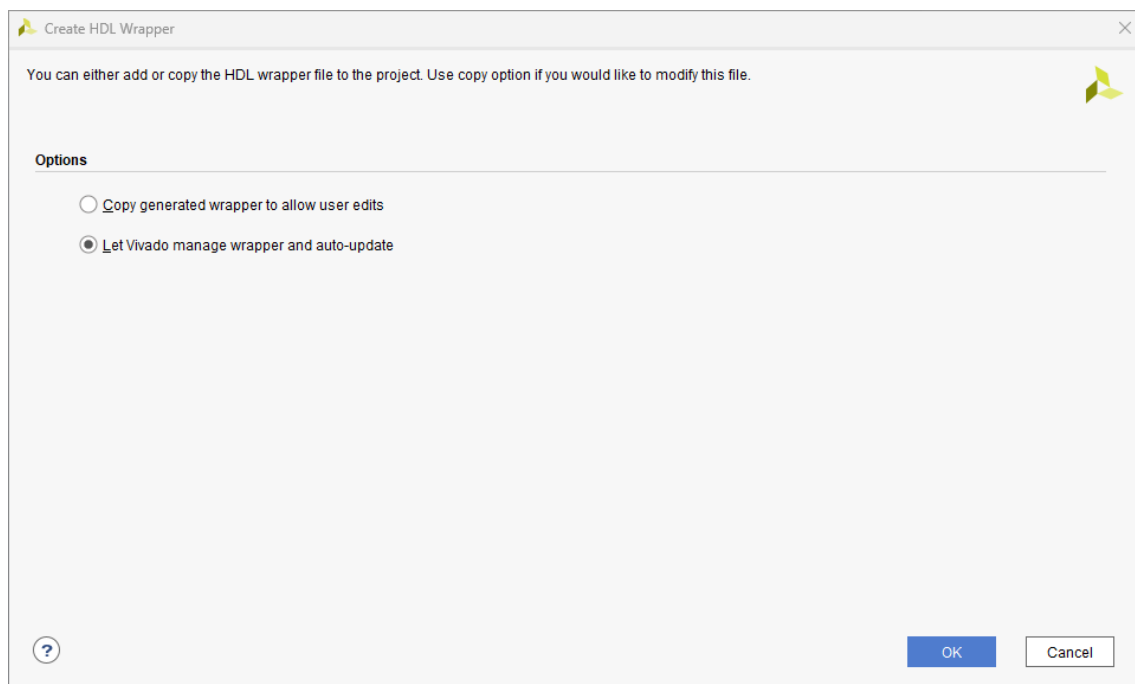 Create HDL Wrapper
You can either add or copy the HDL wrapper file to the project. Use copy option if you would like to modify this file.
Options
Copy generated wrapper to allow user edits
Let Vivado manage wrapper and auto-update
?
OK
Cancel